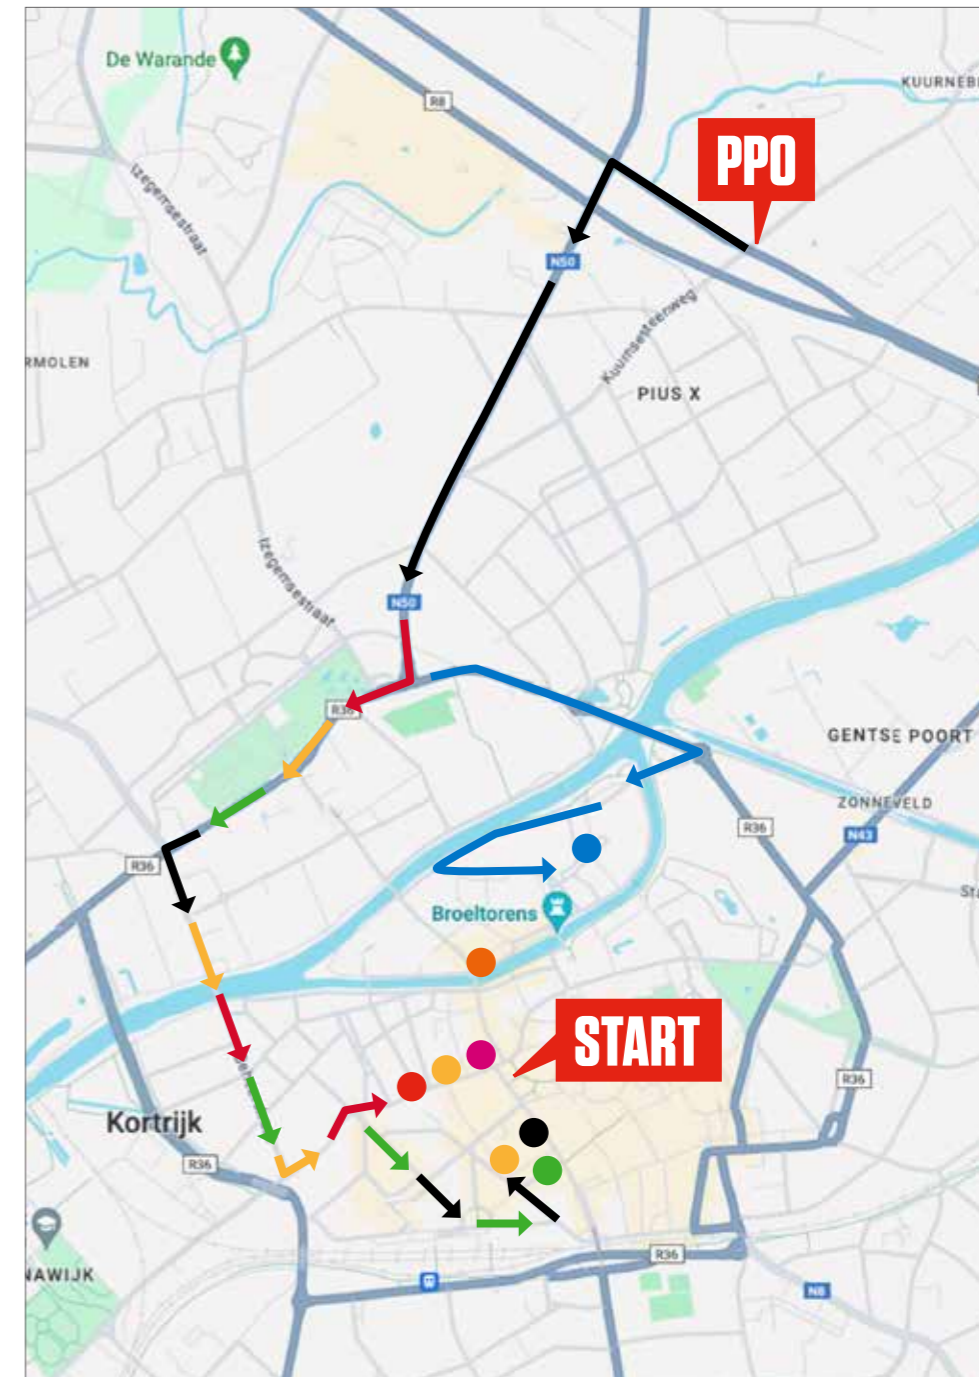 De Warande
R8
KUURNEB
PPO
Izegemsestraat
N50
Kuurnsesteenweg
RMOLEN
PIUS X
Izegemsestraat
N50
R36
GENTSE POORT
ZONNEVELD
R36
N43
R36
Broeltorens
START
R36
Kortrijk
R36
R36
NAWIJK
N8